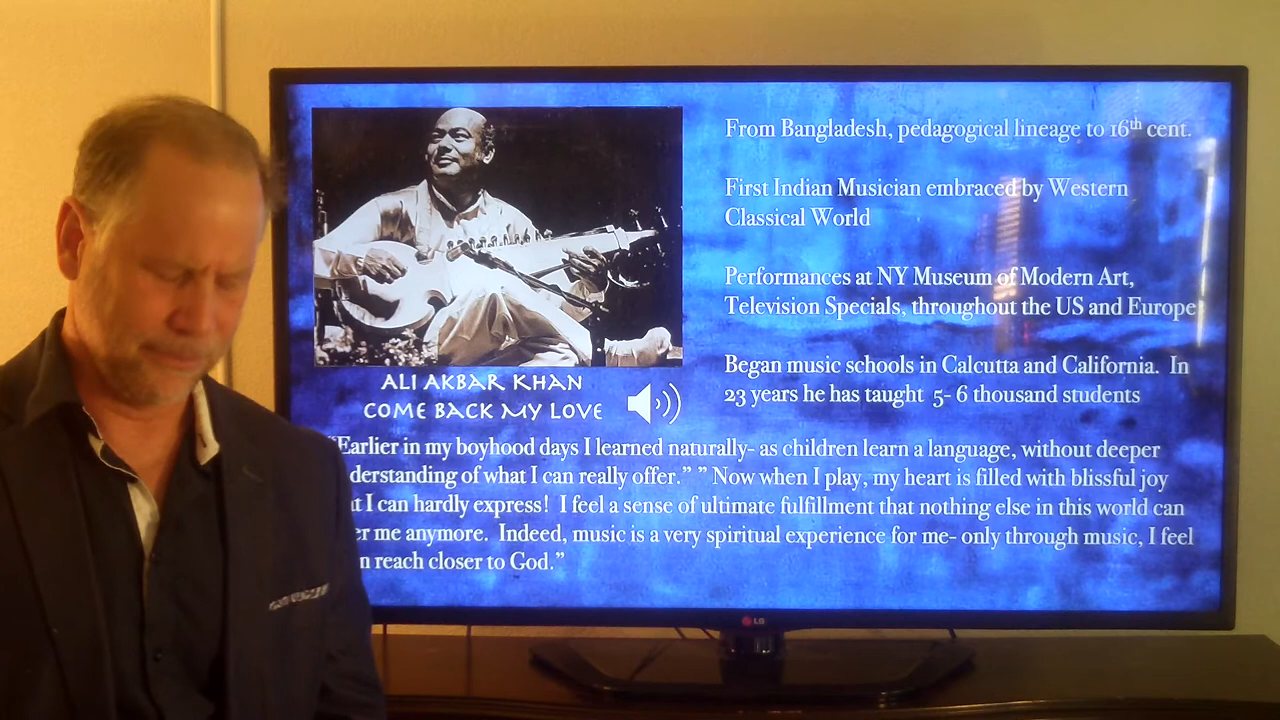 From Bangladesh, pedagogical lineage to 16th cent.
First Indian Musician embraced by Western
Classical World
Performances at NY Museum of Modern Art,
Television Specials, throughout the US and Europe
Began music schools in Calcutta and California. In
23 years he has taught 5- 6 thousand students
ALI AKBAR KHAN
COME BACK MY LOVE
“Earlier in my boyhood days I learned naturally- as children learn a language, without deeper
derstanding of what I can really offer.” ” Now when I play, my heart is filled with blissful joy
I can hardly express! I feel a sense of ultimate fulfillment that nothing else in this world can
me anymore. Indeed, music is a very spiritual experience for me- only through music, I feel
reach closer to God.”
LG